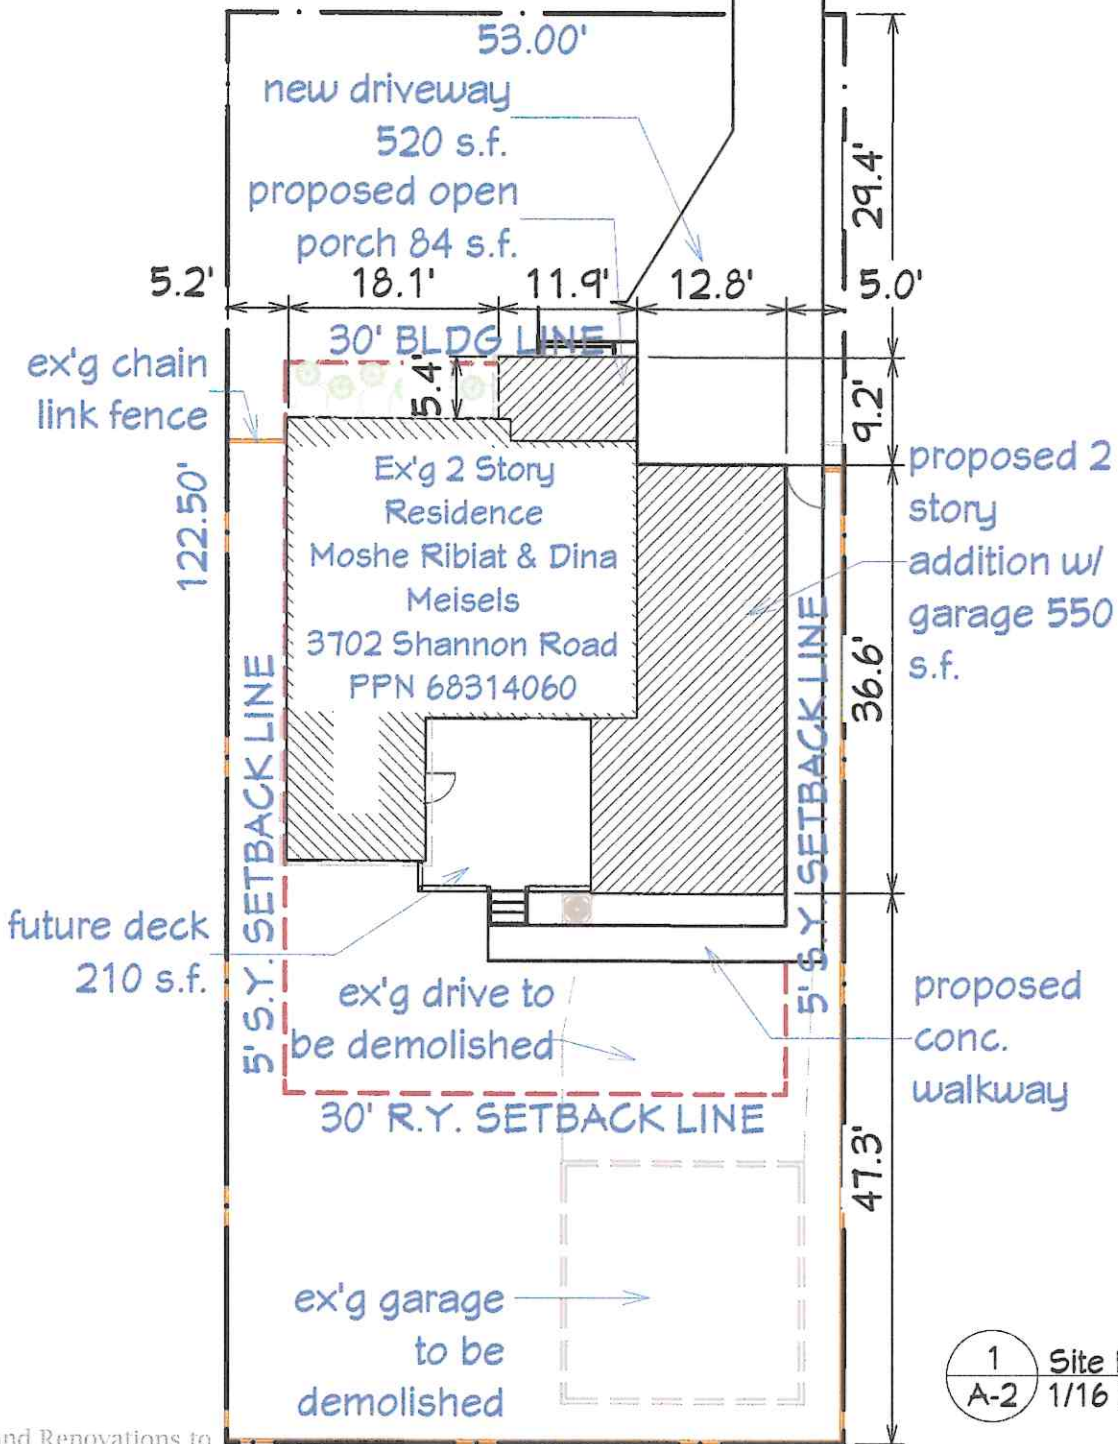 53.00'
new driveway
520 s.f.
proposed open
porch 84 s.f.
29.4'
5.2'
18.1'
11.9'
12.8'
5.0'
30' BLDG LINE
ex'g chain
link fence
5.4'
9.2'
122.50'
Ex'g 2 Story
Residence
Moshe Ribiat & Dina
Meisels
3702 Shannon Road
PPN 68314060
proposed 2
story
addition w/
garage 550
s.f.
36.6'
5' S.Y. SETBACK LINE
5' S.Y. SETBACK LINE
future deck
210 s.f.
ex'g drive to
be demolished
proposed
conc.
walkway
30' R.Y. SETBACK LINE
47.3'
ex'g garage
to be
demolished
1
A-2
Site
1/16
and Renovations to